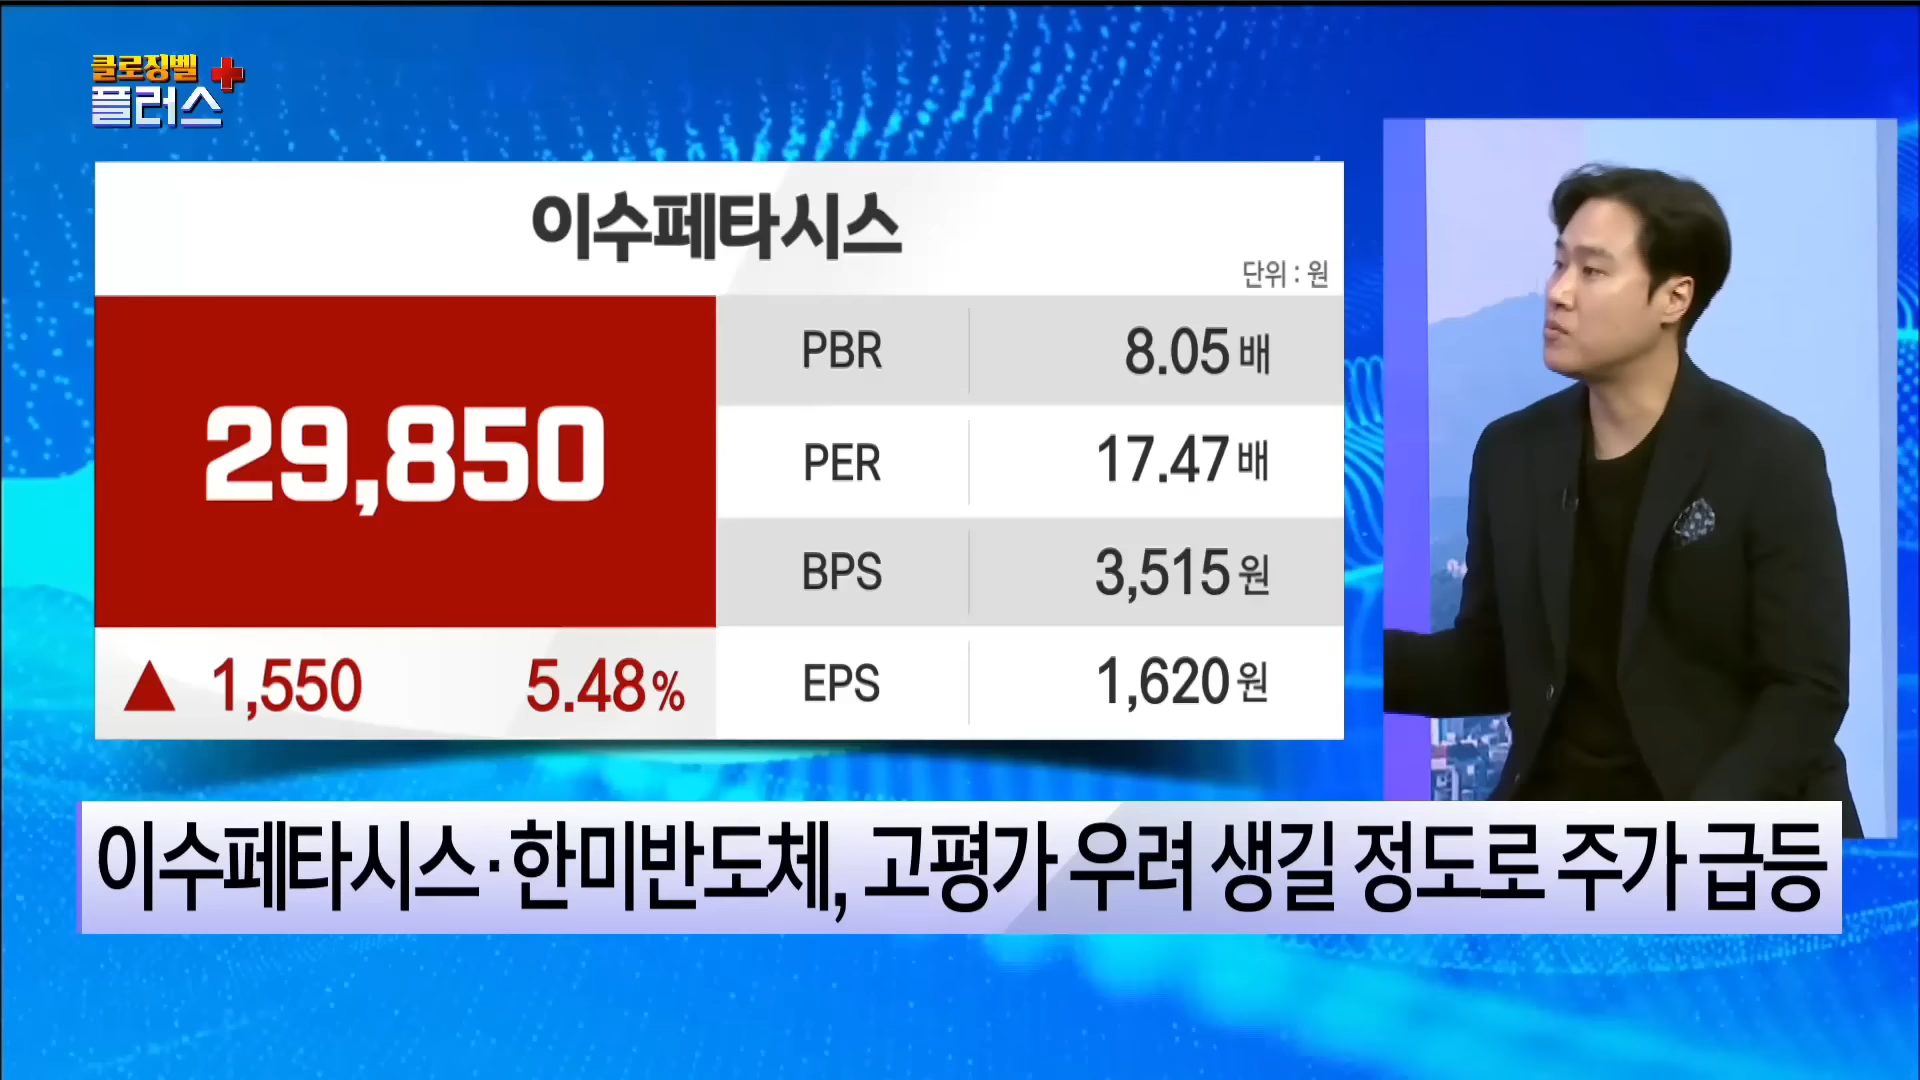 클로징벨
플러스
이수페타시스
단위 : 원
29,850
▲ 1,550 5.48%
PBR 8.05배
PER 17.47배
BPS 3,515원
EPS 1,620원
이수페타시스·한미반도체, 고평가 우려 생길 정도로 주가 급등